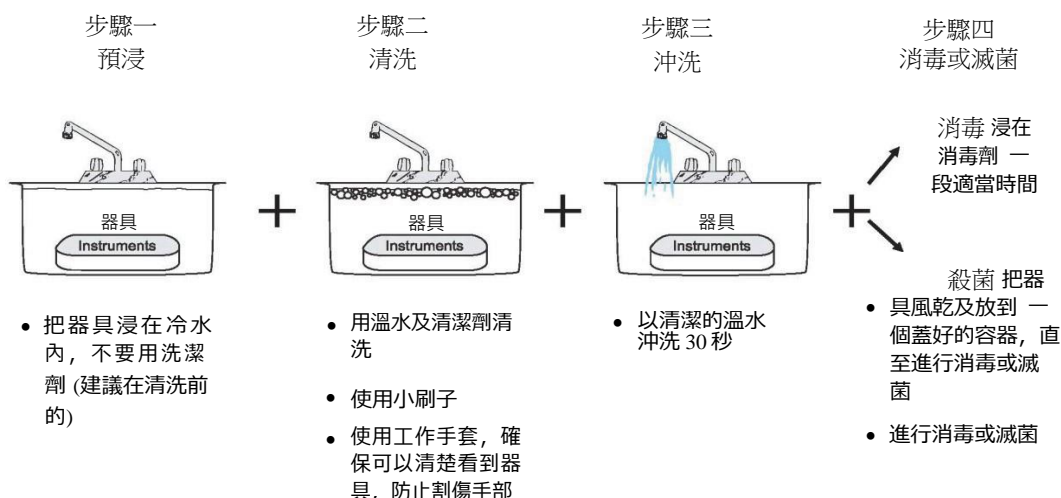 步驟一
預浸
器具
Instruments
• 把器具浸在冷水
內，不要用洗潔
劑 (建議在清洗前
的)
步驟二
清洗
器具
Instruments
• 用溫水及清潔劑清
洗
• 使用小刷子
• 使用工作手套，確
保可以清楚看到器
具，防止割傷手部
步驟三
沖洗
器具
Instruments
• 以清潔的溫水
沖洗 30 秒
步驟四
消毒或滅菌
消毒 浸在
消毒劑 一
段適當時間
殺菌 把器
• 具風乾及放到 一
個蓋好的容器，直
至進行消毒或滅
菌
• 進行消毒或滅菌